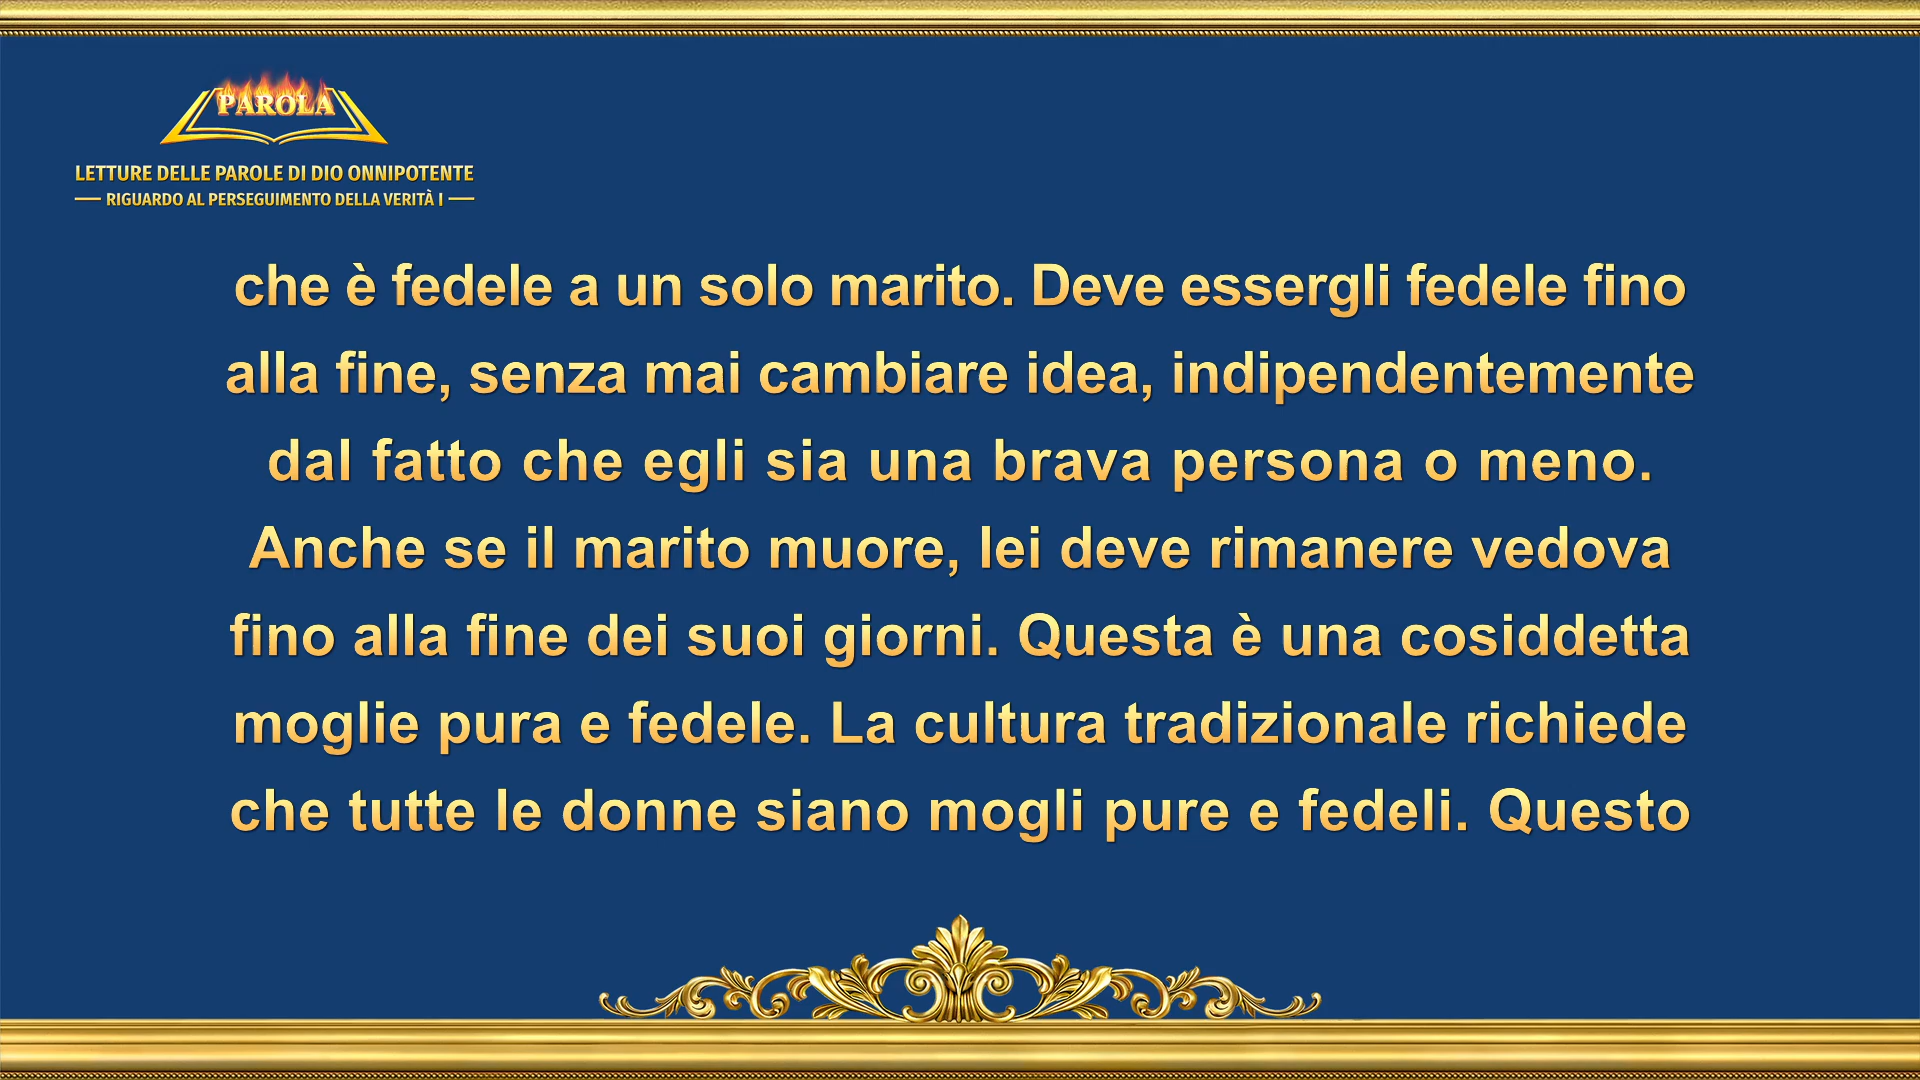 PAROLA
LETTURE DELLE PAROLE DI DIO ONNIPOTENTE
RIGUARDO AL PERSEGUIMENTO DELLA VERITÀ I
che è fedele a un solo marito. Deve essergli fedele fino
alla fine, senza mai cambiare idea, indipendentemente
dal fatto che egli sia una brava persona o meno.
Anche se il marito muore, lei deve rimanere vedova
fino alla fine dei suoi giorni. Questa è una cosiddetta
moglie pura e fedele. La cultura tradizionale richiede
che tutte le donne siano mogli pure e fedeli. Questo